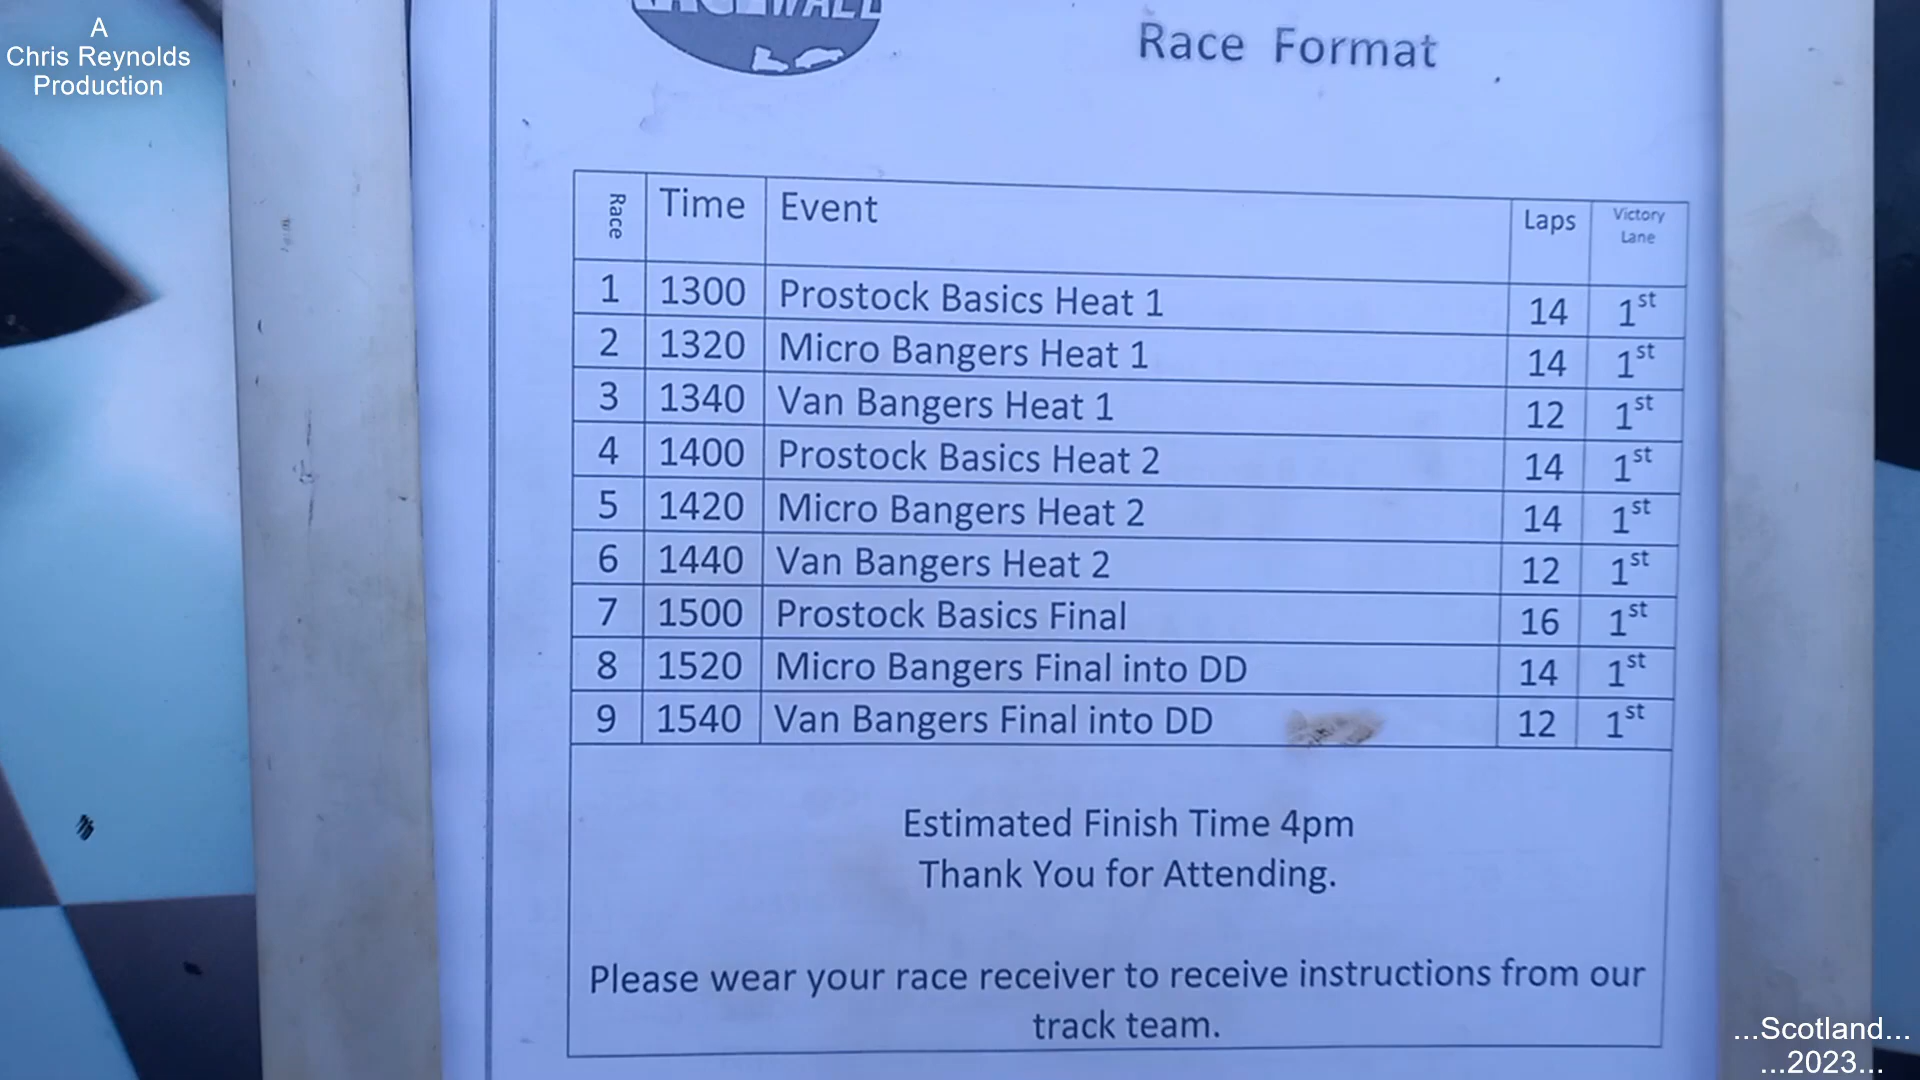 A
Chris Reynolds
Production
RACEWALL
Race Format
Race Time Event Laps Victory Lane
1 1300 Prostock Basics Heat 1 14 1st
2 1320 Micro Bangers Heat 1 14 1st
3 1340 Van Bangers Heat 1 12 1st
4 1400 Prostock Basics Heat 2 14 1st
5 1420 Micro Bangers Heat 2 14 1st
6 1440 Van Bangers Heat 2 12 1st
7 1500 Prostock Basics Final 16 1st
8 1520 Micro Bangers Final into DD 14 1st
9 1540 Van Bangers Final into DD 12 1st
Estimated Finish Time 4pm
Thank You for Attending.
Please wear your race receiver to receive instructions from our
track team.
...Scotland...
...2023...